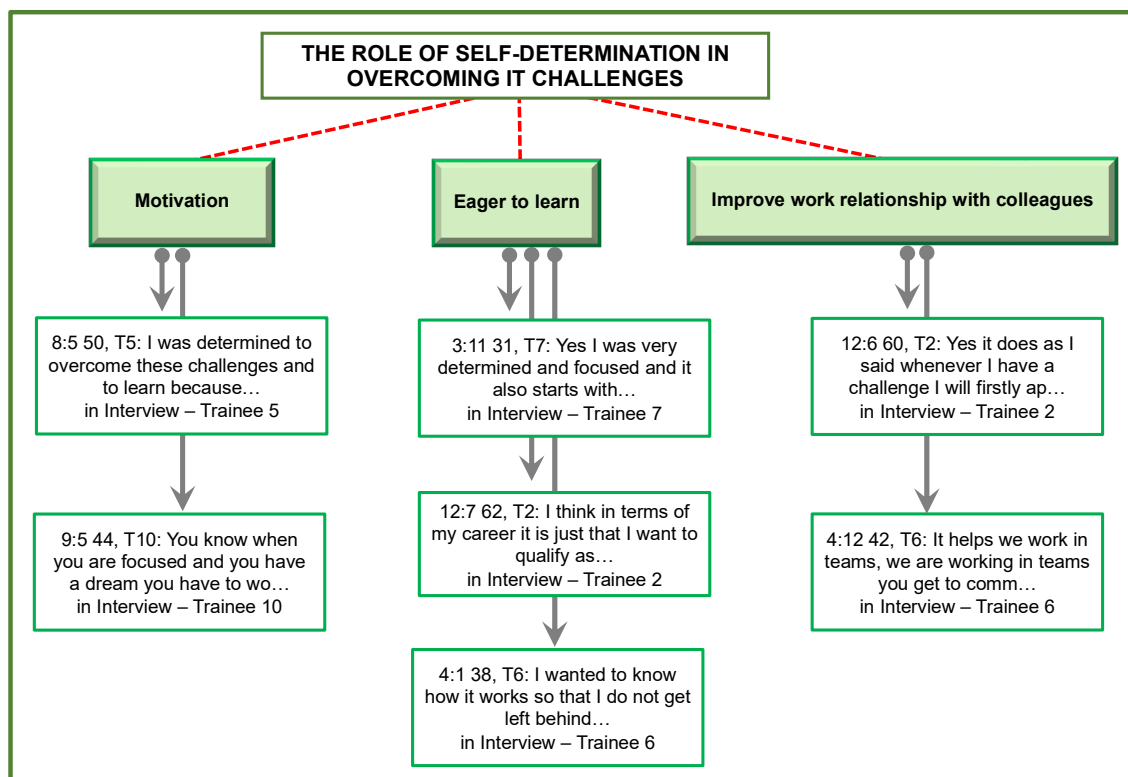 THE ROLE OF SELF-DETERMINATION IN
OVERCOMING IT CHALLENGES
Motivation
Eager to learn
Improve work relationship with colleagues
8:5 50, T5: I was determined to
overcome these challenges and
to learn because…
in Interview – Trainee 5
3:11 31, T7: Yes I was very
determined and focused and it
also starts with…
in Interview – Trainee 7
12:6 60, T2: Yes it does as I
said whenever I have a
challenge I will firstly ap…
in Interview – Trainee 2
9:5 44, T10: You know when
you are focused and you have
a dream you have to wo…
in Interview – Trainee 10
12:7 62, T2: I think in terms of
my career it is just that I want to
qualify as…
in Interview – Trainee 2
4:12 42, T6: It helps we work in
teams, we are working in teams
you get to comm…
in Interview – Trainee 6
4:1 38, T6: I wanted to know
how it works so that I do not get
left behind…
in Interview – Trainee 6